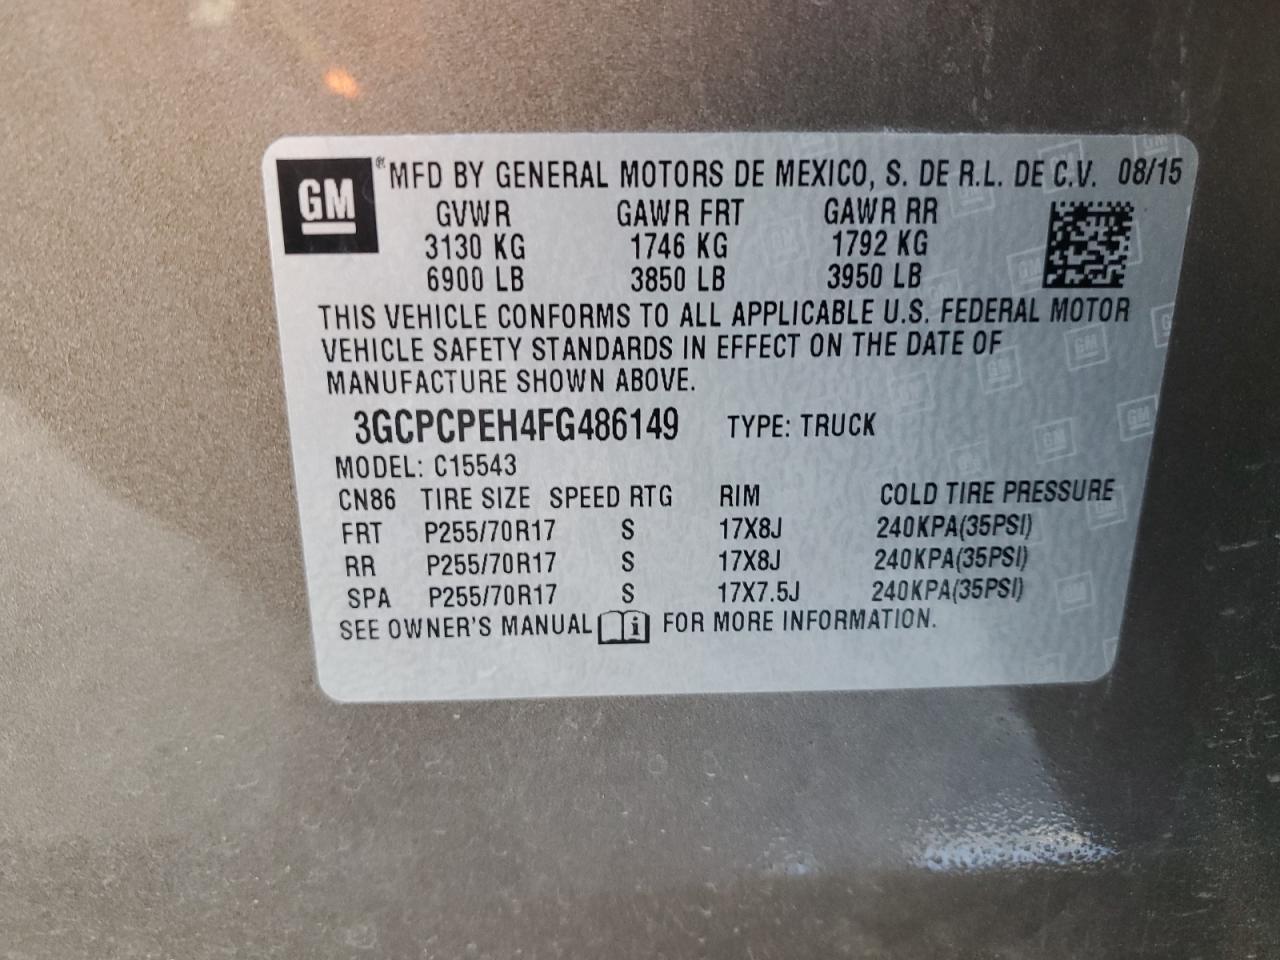 GM ® MFD BY GENERAL MOTORS DE MEXICO, S. DE R.L. DE C.V. 08/15
GVWR GAWR FRT GAWR RR
3130 KG 1746 KG 1792 KG
6900 LB 3850 LB 3950 LB
THIS VEHICLE CONFORMS TO ALL APPLICABLE U.S. FEDERAL MOTOR
VEHICLE SAFETY STANDARDS IN EFFECT ON THE DATE OF
MANUFACTURE SHOWN ABOVE.
3GCPCPEH4FG486149 TYPE: TRUCK
MODEL: C15543
CN86 TIRE SIZE SPEED RTG RIM COLD TIRE PRESSURE
FRT P255/70R17 S 17X8J 240KPA(35PSI)
RR P255/70R17 S 17X8J 240KPA(35PSI)
SPA P255/70R17 S 17X7.5J 240KPA(35PSI)
SEE OWNER'S MANUAL i FOR MORE INFORMATION.